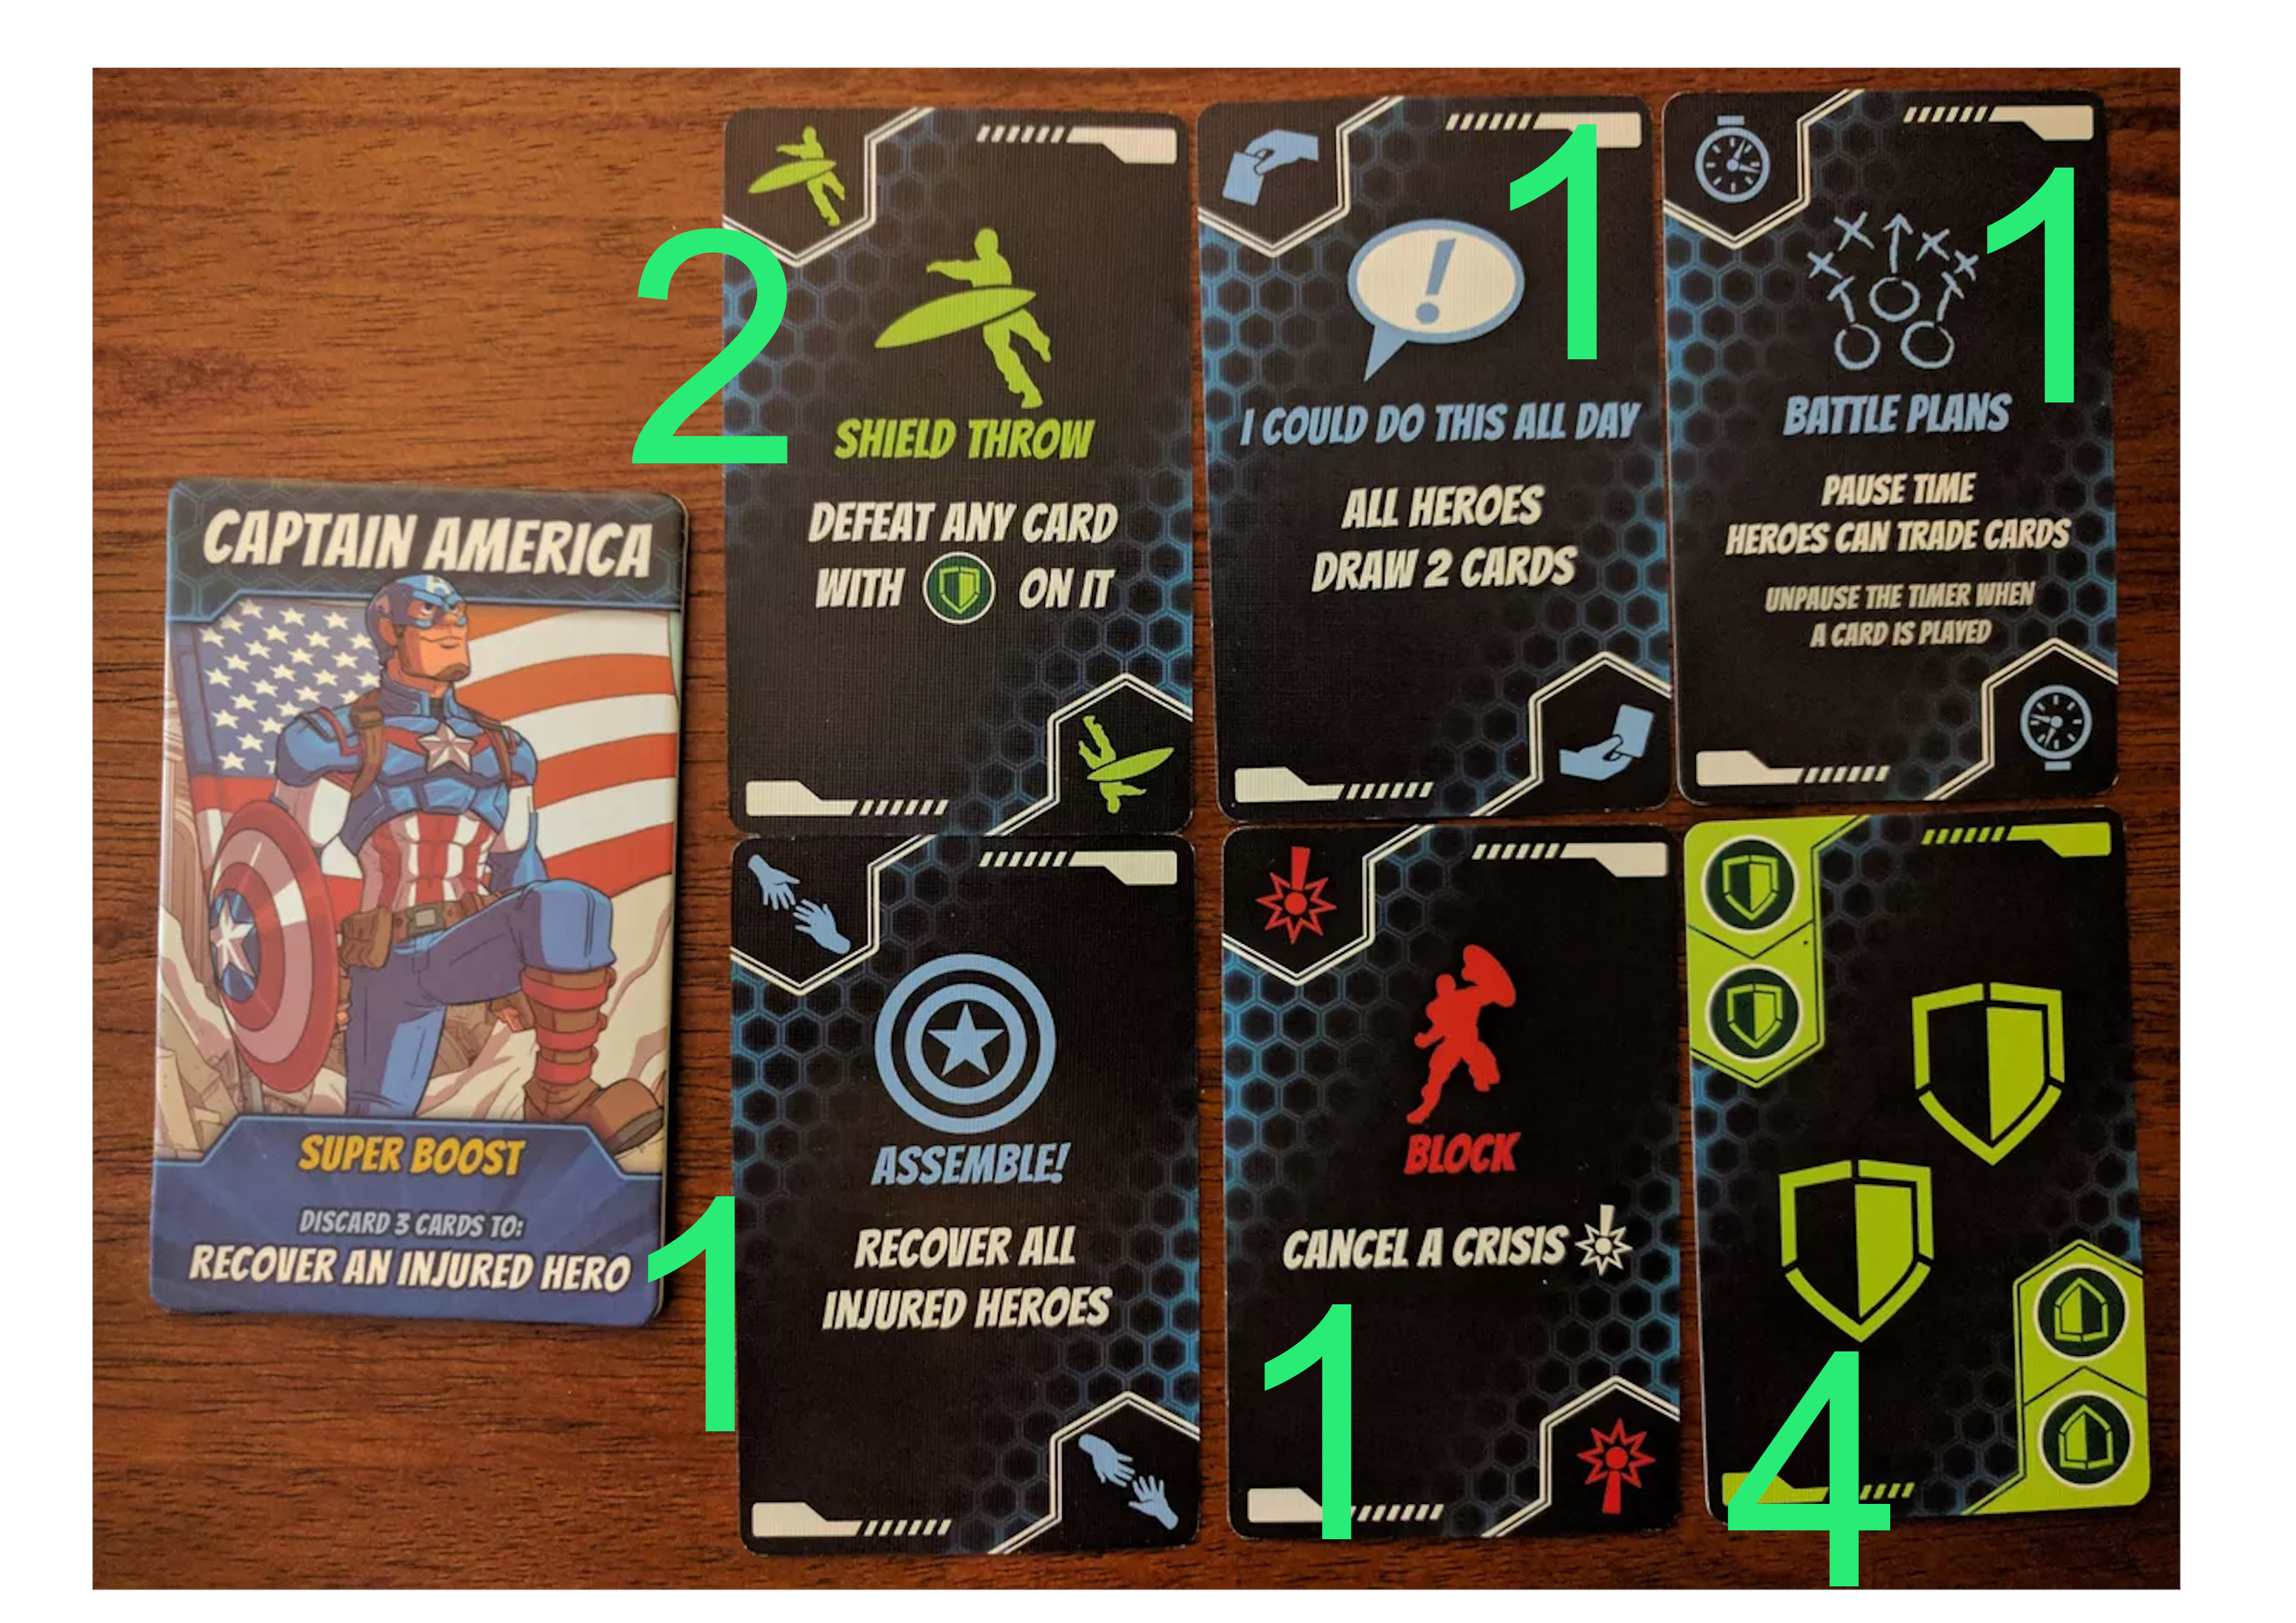 CAPTAIN AMERICA
SUPER BOOST
DISCARD 3 CARDS TO:
RECOVER AN INJURED HERO
2
SHIELD THROW
DEFEAT ANY CARD
WITH ON IT
1
I COULD DO THIS ALL DAY
ALL HEROES
DRAW 2 CARDS
1
BATTLE PLANS
PAUSE TIME
HEROES CAN TRADE CARDS
UNPAUSE THE TIMER WHEN
A CARD IS PLAYED
1
ASSEMBLE!
RECOVER ALL
INJURED HEROES
1
BLOCK
CANCEL A CRISIS
4